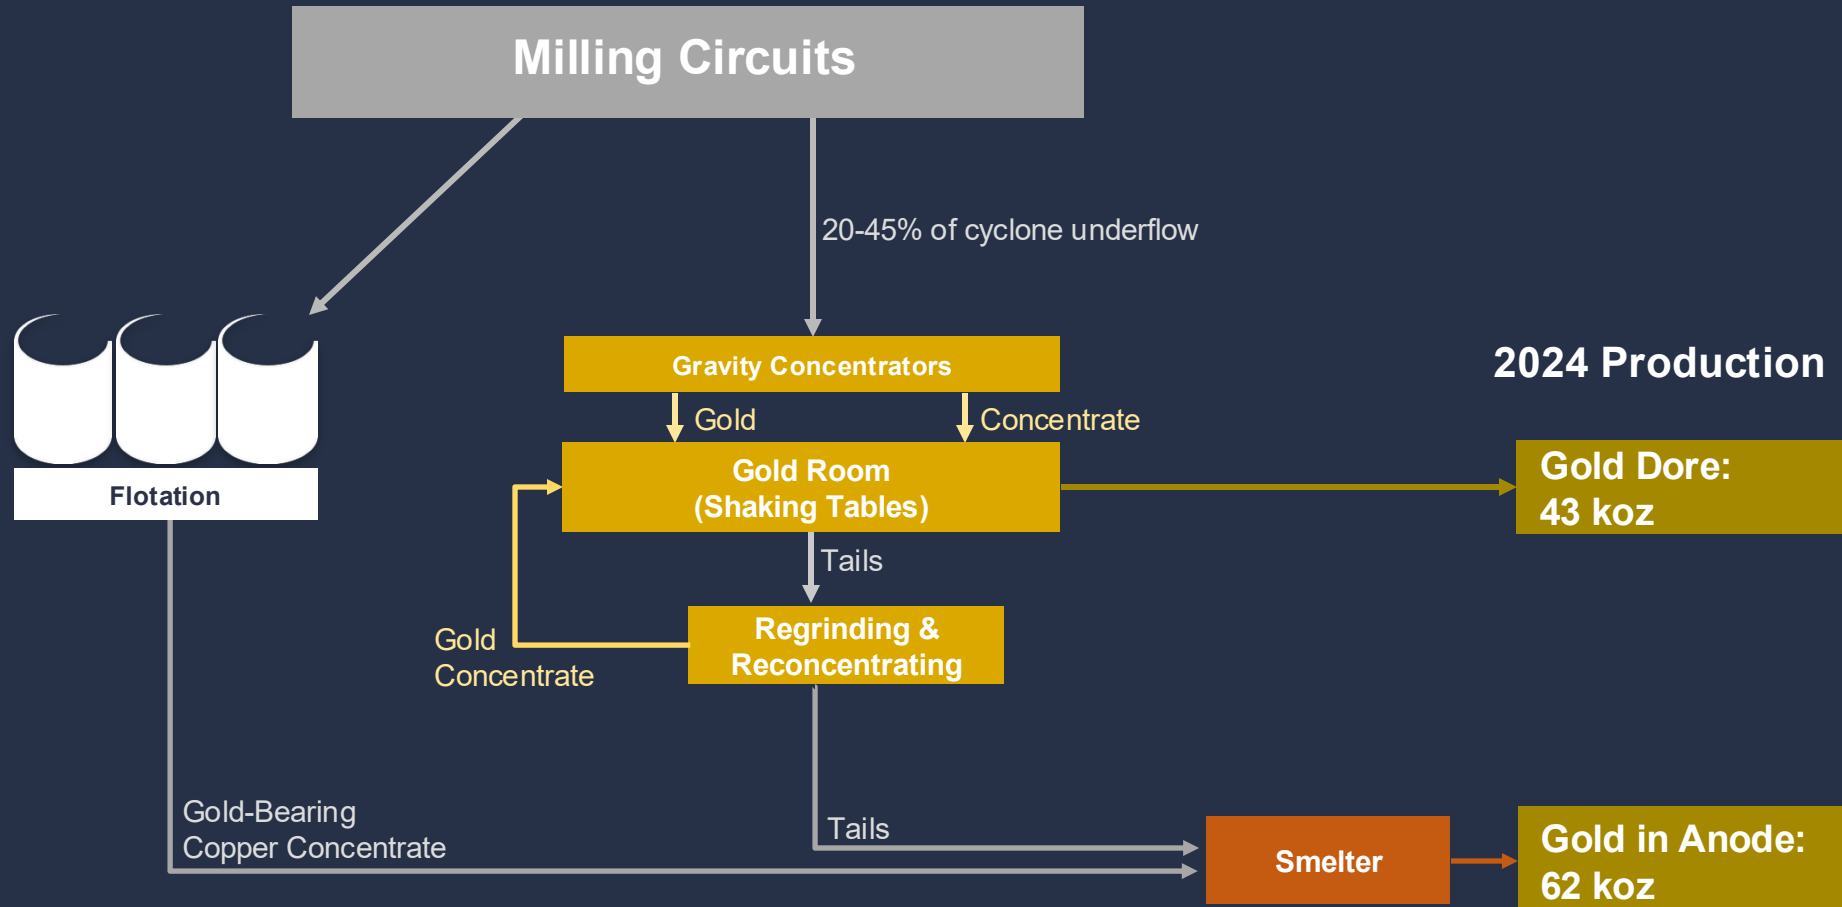 Milling Circuits
20-45% of cyclone underflow
Gravity Concentrators
2024 Production
Gold
Concentrate
Gold Room
(Shaking Tables)
Gold Dore:
43 koz
Flotation
Tails
Regrinding &
Reconcentrating
Gold
Concentrate
Gold-Bearing
Copper Concentrate
Tails
Smelter
Gold in Anode:
62 koz